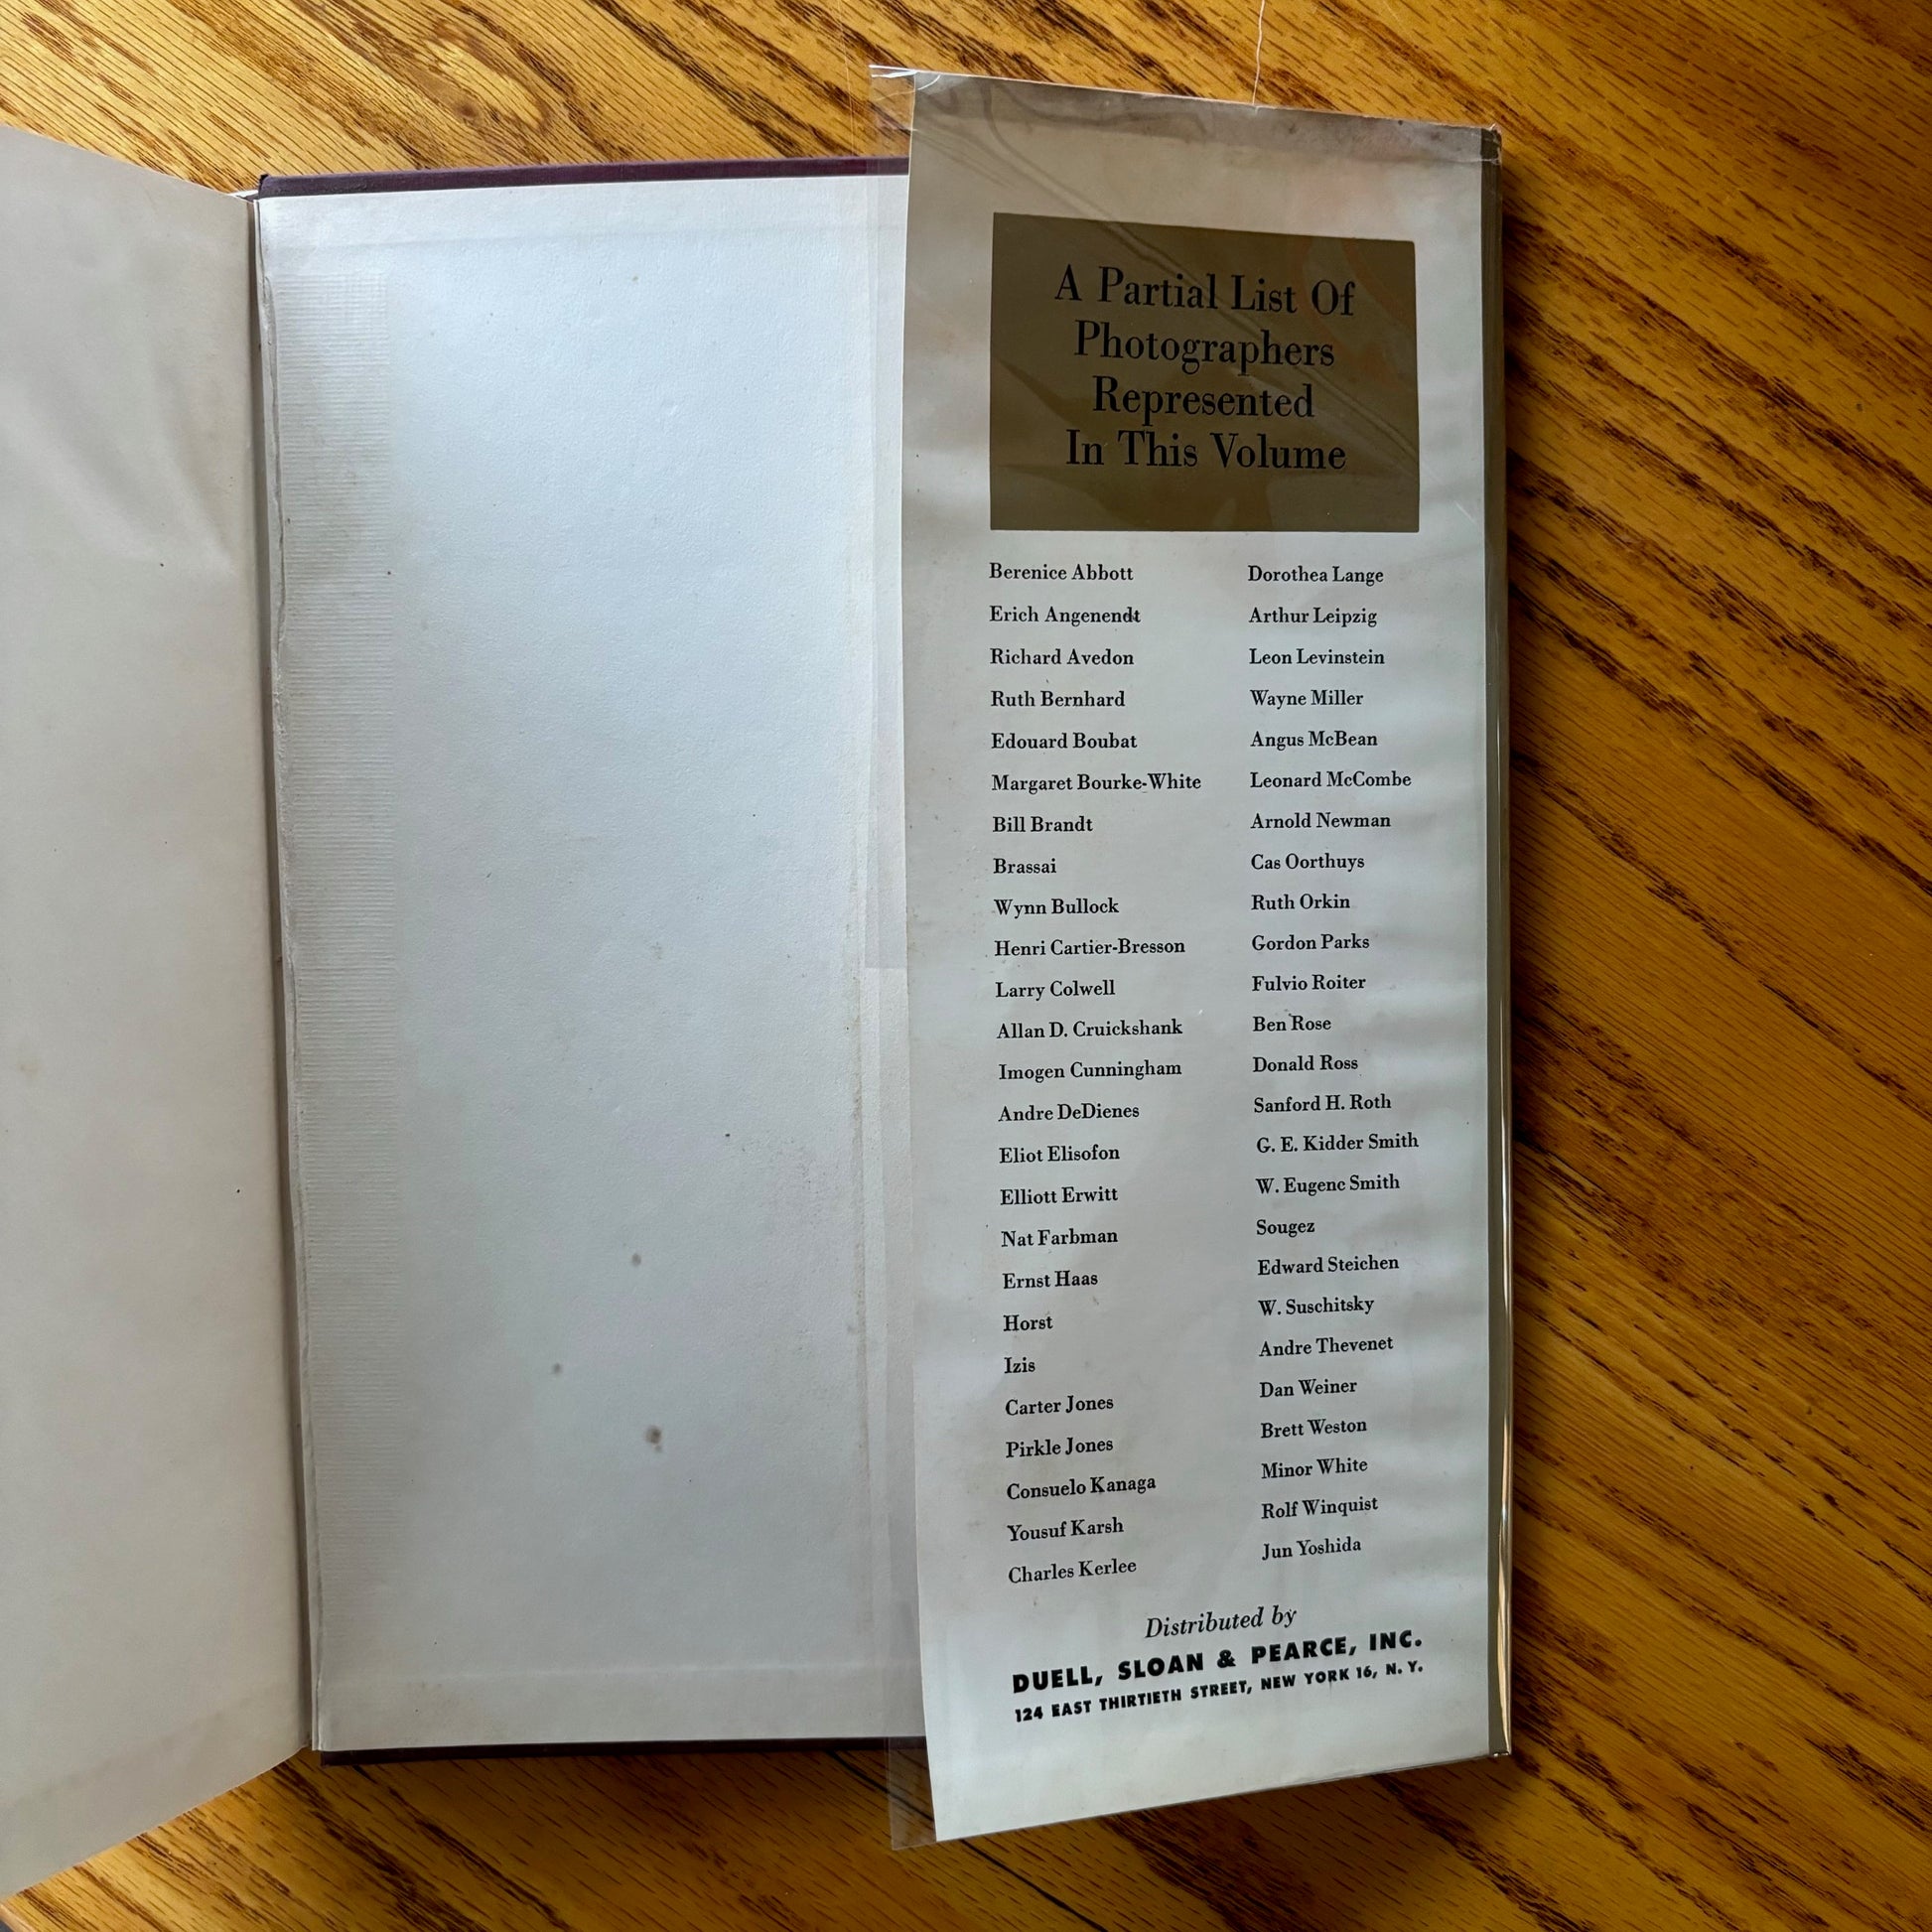 A Partial List Of
Photographers
Represented
In This Volume
Berenice Abbott
Erich Angenendt
Richard Avedon
Ruth Bernhard
Edouard Boubat
Margaret Bourke-White
Bill Brandt
Brassai
Wynn Bullock
Henri Cartier-Bresson
Larry Colwell
Allan D. Cruickshank
Imogen Cunningham
Andre DeDienes
Eliot Elisofon
Elliott Erwitt
Nat Farbman
Ernst Haas
Horst
Izis
Carter Jones
Pirkle Jones
Consuelo Kanaga
Yousuf Karsh
Charles Kerlee
Dorothea Lange
Arthur Leipzig
Leon Levinstein
Wayne Miller
Angus McBean
Leonard McCombe
Arnold Newman
Cas Oorthuys
Ruth Orkin
Gordon Parks
Fulvio Roiter
Ben Rose
Donald Ross
Sanford H. Roth
G. E. Kidder Smith
W. Eugene Smith
Sougez
Edward Steichen
W. Suschitsky
Andre Thevenet
Dan Weiner
Brett Weston
Minor White
Rolf Winquist
Jun Yoshida
Distributed by
DUELL, SLOAN & PEARCE, INC.
124 EAST THIRTIETH STREET, NEW YORK 16, N. Y.